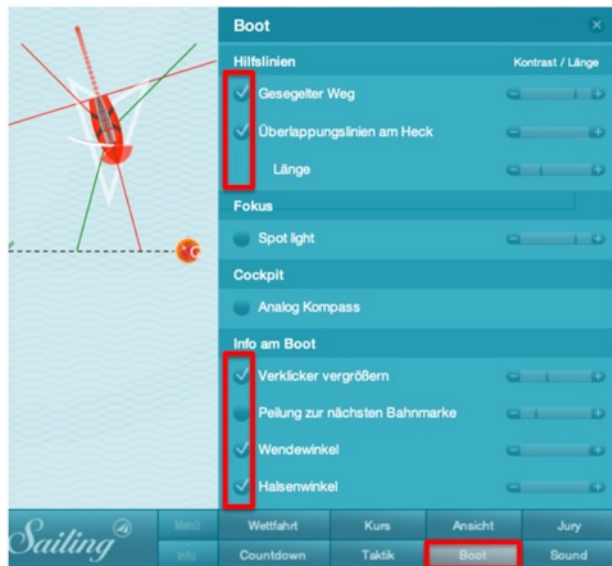 Boot
Hilfslinien Kontrast / Länge
Gesegelter Weg
Überlappungslinien am Heck
Länge
Fokus
Spot light
Cockpit
Analog Kompass
Info am Boot
Verklicker vergrößern
Peilung zur nächsten Bahnmarke
Wendewinkel
Halsenwinkel
Sailing
Menü Wettfahrt Kurs Ansicht Jury
Info Countdown Taktik Boot Sound